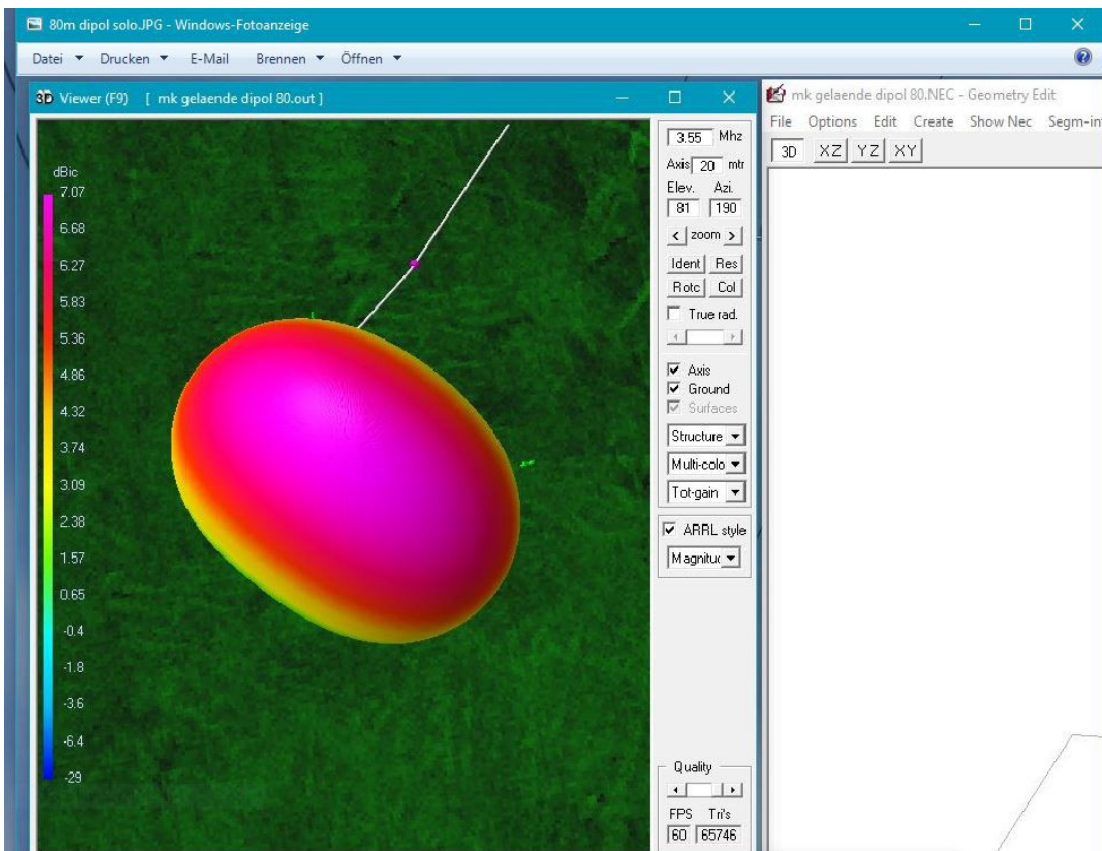 80m dipol solo.JPG - Windows-Fotoanzeige
Datei Drucken E-Mail Brennen Öffnen
3D Viewer (F9) [ mk gelaende dipol 80.out ]
dBic
7.07
6.68
6.27
5.83
5.36
4.86
4.32
3.74
3.09
2.38
1.57
0.65
-0.4
-1.8
-3.6
-6.4
-29
3.55 Mhz
Axis 20 mtr
Elev. Azi.
81 190
< zoom >
Ident Res
Rotc Col
True rad.
Axis
Ground
Surfaces
Structure
Multi-colo
Tot-gain
ARRL style
Magnituc
Quality
FPS Tri's
60 65746
mk gelaende dipol 80.NEC - Geometry Edit
File Options Edit Create Show Nec Segm-in
3D XZ YZ XY